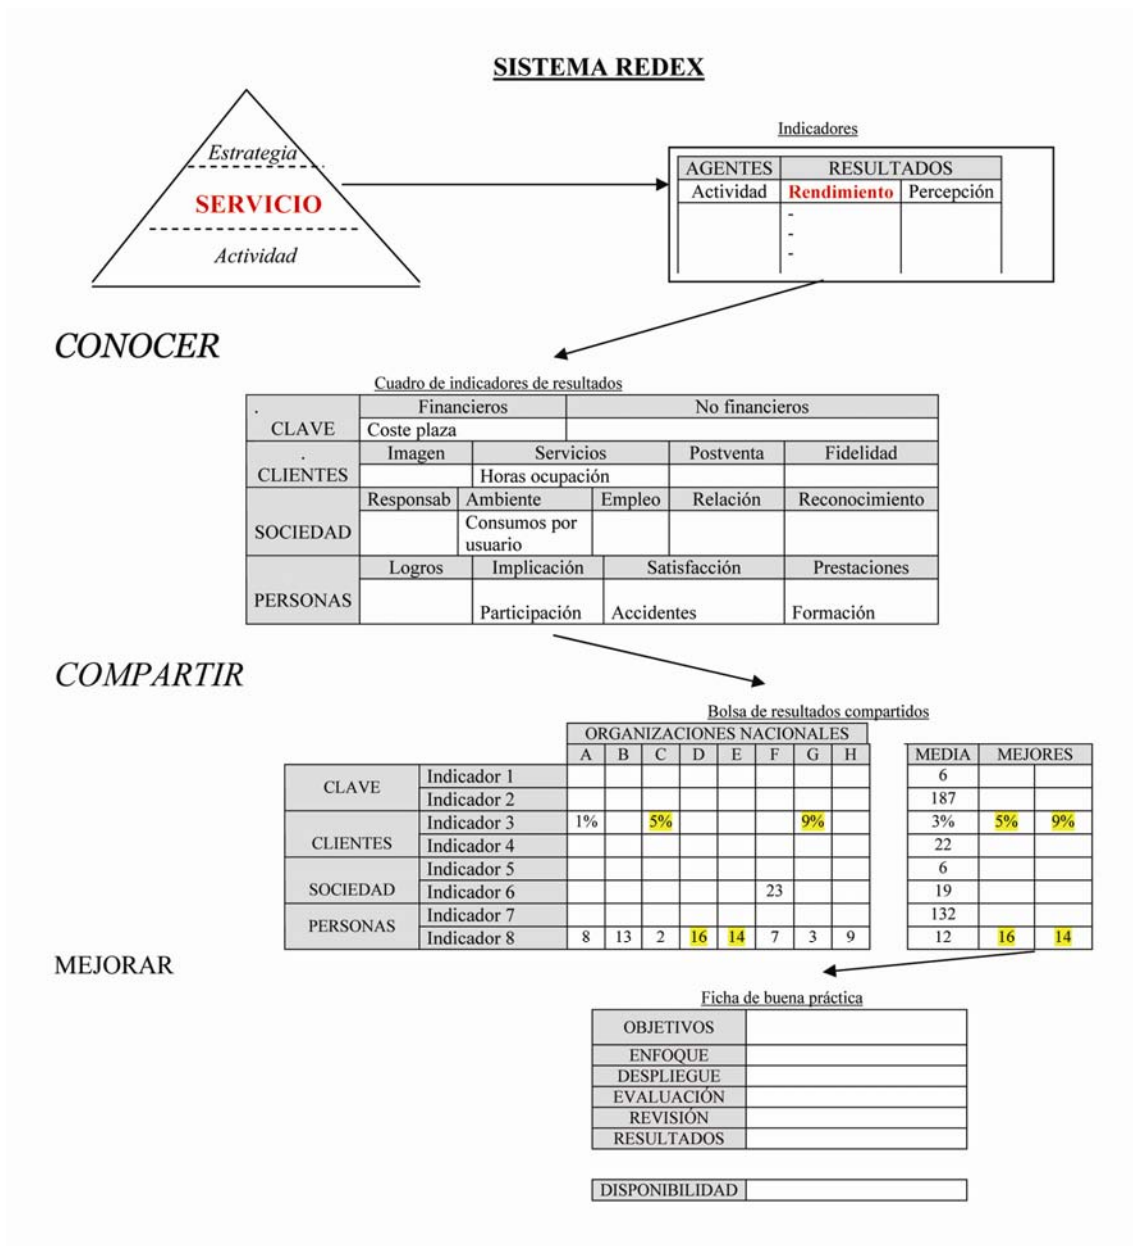 SISTEMA REDEX
Estrategia
SERVICIO
Actividad
Indicadores
AGENTES RESULTADOS
Actividad Rendimiento Percepción
-
-
-
CONOCER
Cuadro de indicadores de resultados
. Financieros No financieros
CLAVE Coste plaza
. Imagen Servicios Postventa Fidelidad
CLIENTES Horas ocupación
Responsab Ambiente Empleo Relación Reconocimiento
SOCIEDAD Consumos por
usuario
Logros Implicación Satisfacción Prestaciones
PERSONAS Participación Accidentes Formación
COMPARTIR
Bolsa de resultados compartidos
ORGANIZACIONES NACIONALES
A B C D E F G H MEDIA MEJORES
CLAVE Indicador 1 6
Indicador 2 187
CLIENTES Indicador 3 1% 5% 9% 3% 5% 9%
Indicador 4 22
SOCIEDAD Indicador 5 6
Indicador 6 23 19
PERSONAS Indicador 7 132
Indicador 8 8 13 2 16 14 7 3 9 12 16 14
MEJORAR
Ficha de buena práctica
OBJETIVOS
ENFOQUE
DESPLIEGUE
EVALUACIÓN
REVISIÓN
RESULTADOS
DISPONIBILIDAD